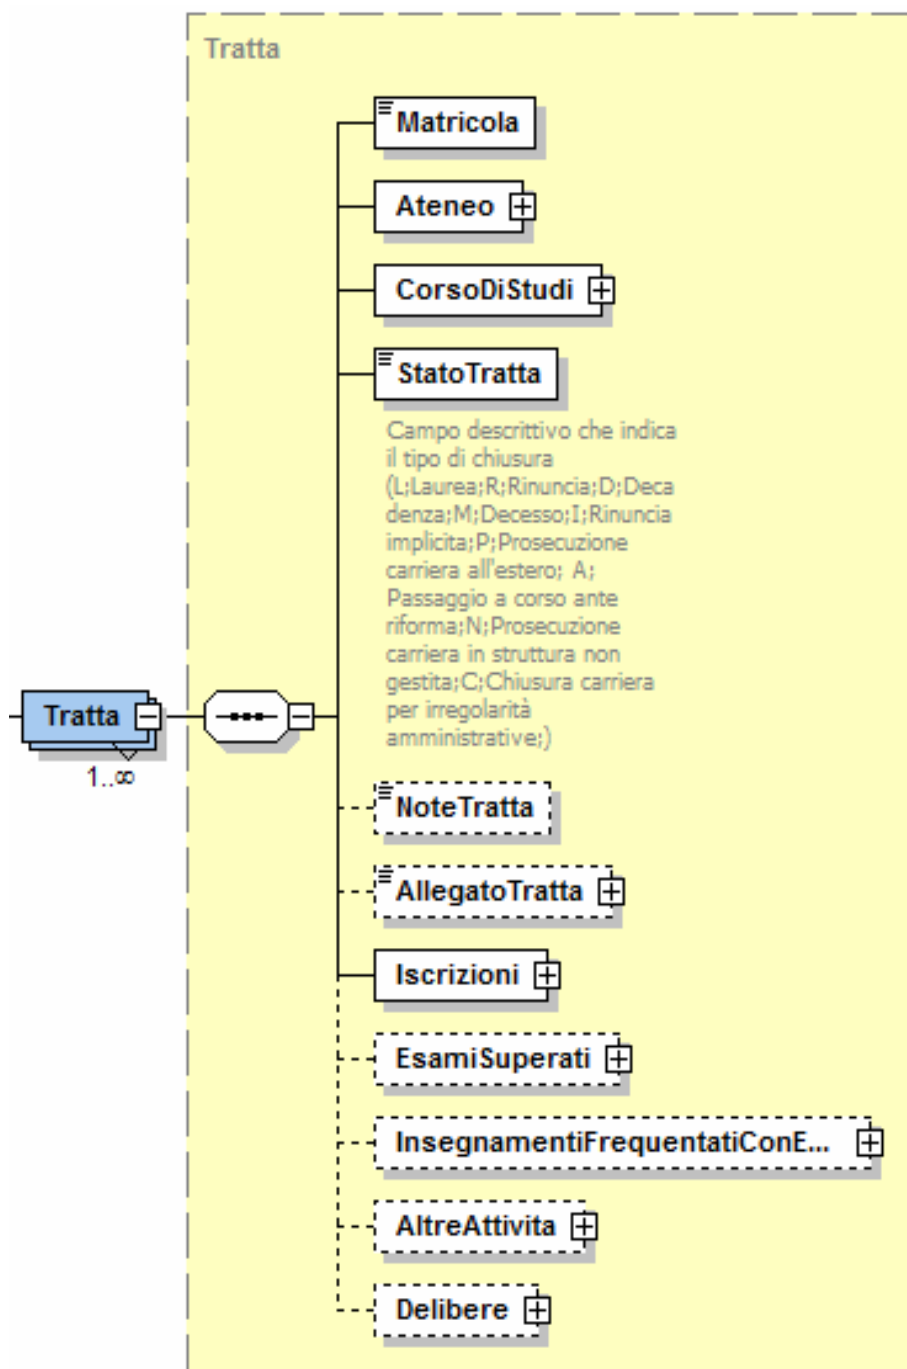 Tratta
Matricola
Ateneo
CorsoDiStudi
StatoTratta
Campo descrittivo che indica
il tipo di chiusura
(L;Laurea;R;Rinuncia;D;Deca
denza;M;Decesso;I;Rinuncia
implicita;P;Prosecuzione
carriera all'estero; A;
Passaggio a corso ante
riforma;N;Prosecuzione
carriera in struttura non
gestita;C;Chiusura carriera
per irregolarità
amministrative;)
Tratta
1..∞
NoteTratta
AllegatoTratta
Iscrizioni
EsamiSuperati
InsegnamentiFrequentatiConE...
AltreAttivita
Delibere